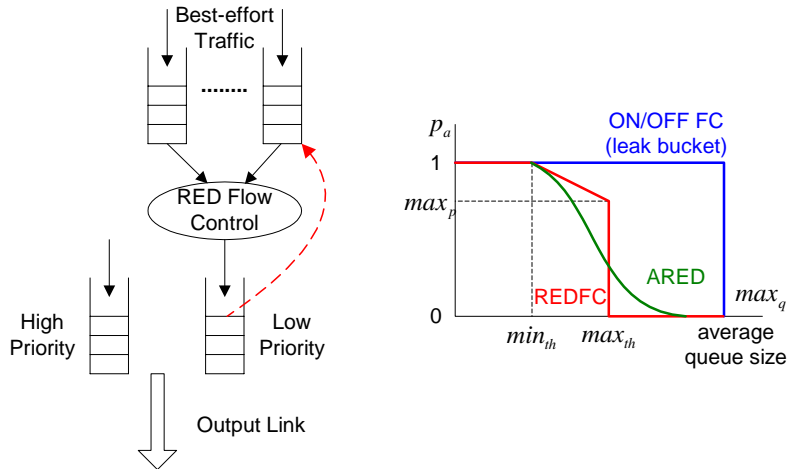 Best-effort
Traffic
RED Flow
Control
High
Priority
Low
Priority
Output Link
p_a
1
max_p
0
ON/OFF FC
(leak bucket)
ARED
REDFC
max_q
min_th
max_th
average
queue size